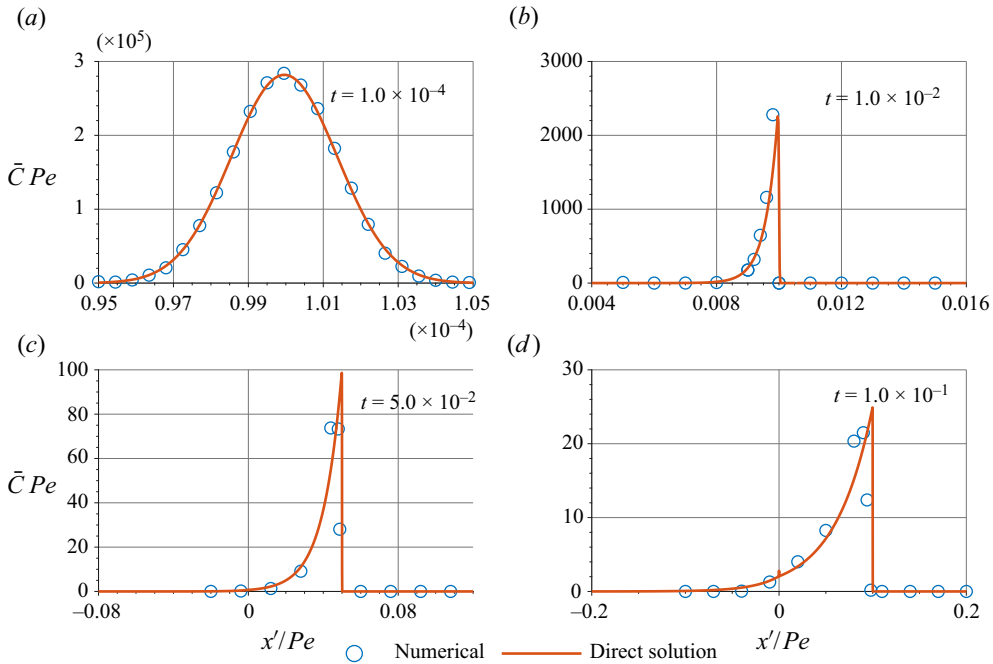 (a)
(×10⁵)
3
2
1
0
C̄ Pe
t = 1.0 × 10⁻⁴
0.95 0.97 0.99 1.01 1.03 1.05
(×10⁻⁴)
(b)
3000
2000
1000
0
t = 1.0 × 10⁻²
0.004 0.008 0.012 0.016
(c)
100
80
60
40
20
0
C̄ Pe
t = 5.0 × 10⁻²
−0.08 0 0.08
x′/Pe
(d)
30
20
10
0
t = 1.0 × 10⁻¹
−0.2 0 0.2
x′/Pe
Numerical Direct solution